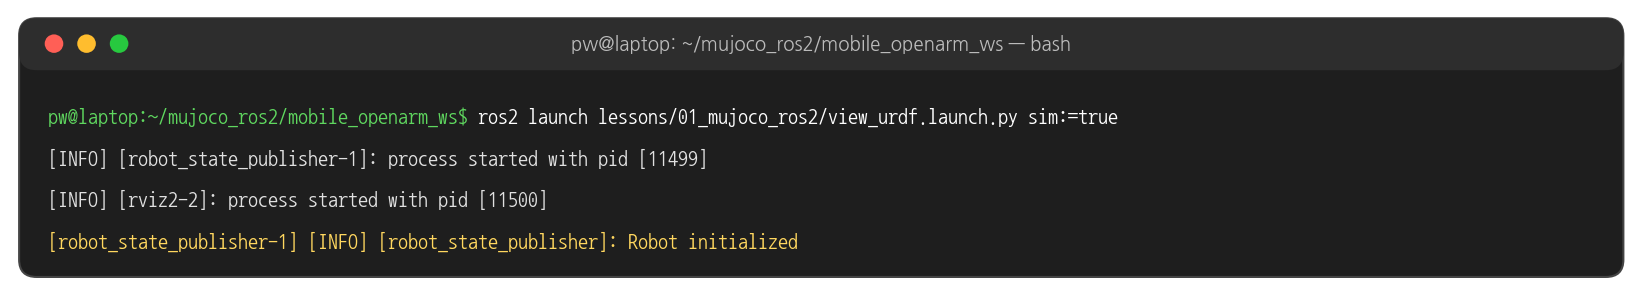 pw@laptop: ~/mujoco_ros2/mobile_openarm_ws — bash
pw@laptop:~/mujoco_ros2/mobile_openarm_ws$ ros2 launch lessons/01_mujoco_ros2/view_urdf.launch.py sim:=true
[INFO] [robot_state_publisher-1]: process started with pid [11499]
[INFO] [rviz2-2]: process started with pid [11500]
[robot_state_publisher-1] [INFO] [robot_state_publisher]: Robot initialized